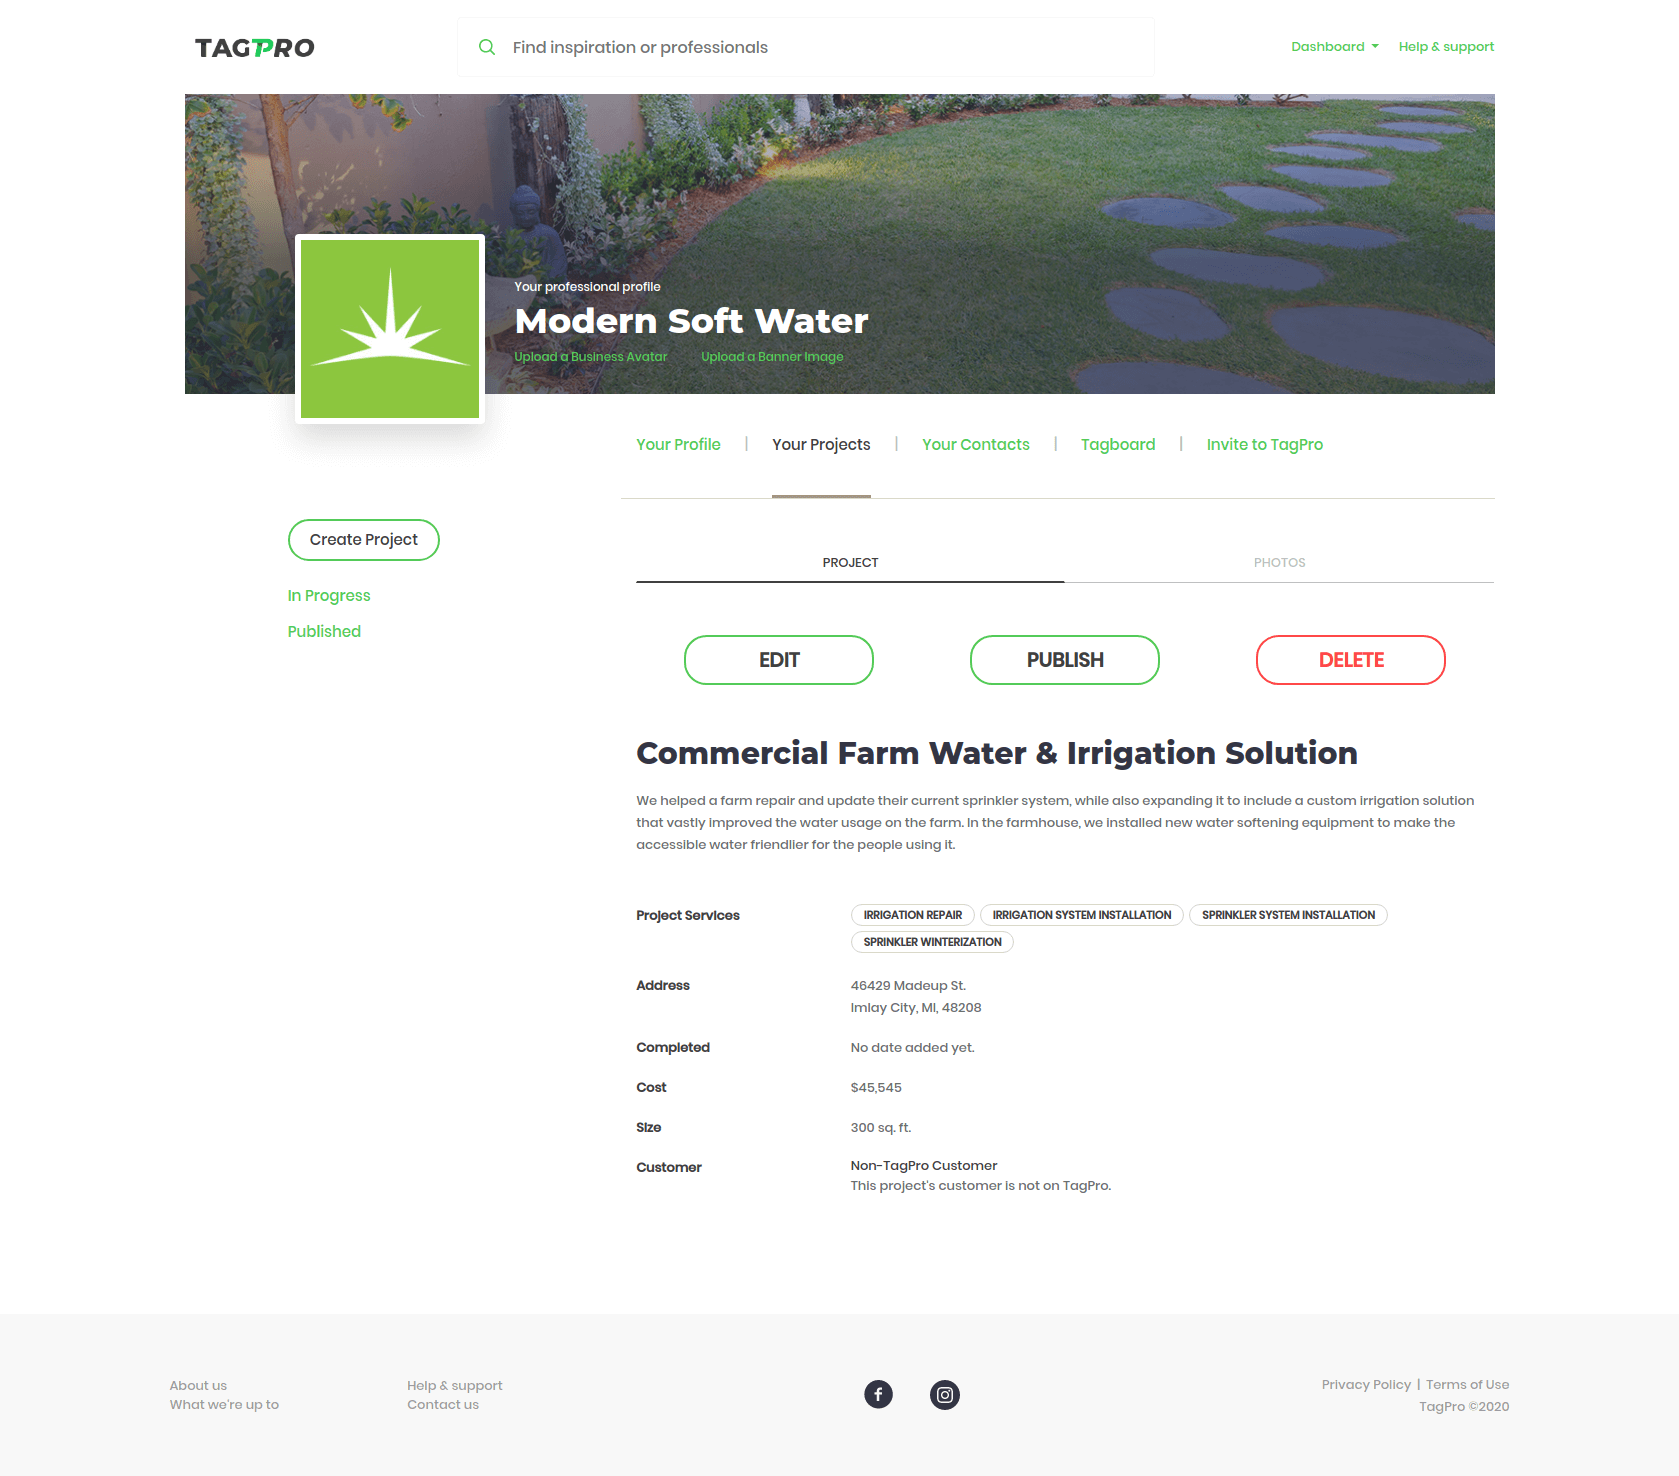 TAGPRO
Find inspiration or professionals
Dashboard
Help & support
Your professional profile
Modern Soft Water
Upload a Business Avatar
Upload a Banner Image
Your Profile | Your Projects | Your Contacts | Tagboard | Invite to TagPro
Create Project
In Progress
Published
PROJECT
PHOTOS
EDIT
PUBLISH
DELETE
Commercial Farm Water & Irrigation Solution
We helped a farm repair and update their current sprinkler system, while also expanding it to include a custom irrigation solution
that vastly improved the water usage on the farm. In the farmhouse, we installed new water softening equipment to make the
accessible water friendlier for the people using it.
Project Services
IRRIGATION REPAIR
IRRIGATION SYSTEM INSTALLATION
SPRINKLER SYSTEM INSTALLATION
SPRINKLER WINTERIZATION
Address
46429 Madeup St.
Imlay City, MI, 48208
Completed
No date added yet.
Cost
$45,545
Size
300 sq. ft.
Customer
Non-TagPro Customer
This project's customer is not on TagPro.
About us
What we're up to
Help & support
Contact us
Privacy Policy | Terms of Use
TagPro ©2020